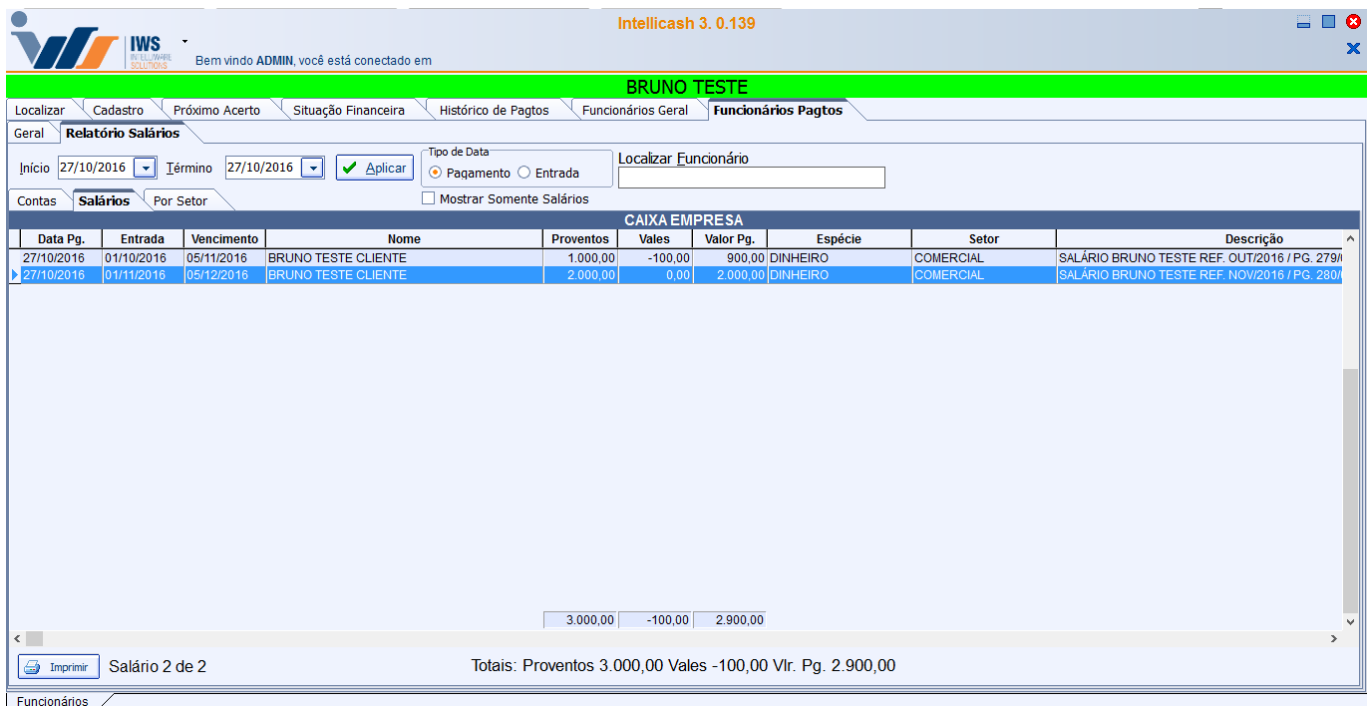 Intellicash 3. 0.139
IWS
INTELLIWARE
SOLUTIONS
Bem vindo ADMIN, você está conectado em
BRUNO TESTE
Localizar Cadastro Próximo Acerto Situação Financeira Histórico de Pagtos Funcionários Geral Funcionários Pagtos
Geral Relatório Salários
Início 27/10/2016 Término 27/10/2016 Aplicar Tipo de Data Pagamento Entrada Localizar Funcionário
Contas Salários Por Setor Mostrar Somente Salários
CAIXA EMPRESA
Data Pg. Entrada Vencimento Nome Proventos Vales Valor Pg. Espécie Setor Descrição
27/10/2016 01/10/2016 05/11/2016 BRUNO TESTE CLIENTE 1.000,00 -100,00 900,00 DINHEIRO COMERCIAL SALÁRIO BRUNO TESTE REF. OUT/2016 / PG. 279/
27/10/2016 01/11/2016 05/12/2016 BRUNO TESTE CLIENTE 2.000,00 0,00 2.000,00 DINHEIRO COMERCIAL SALÁRIO BRUNO TESTE REF. NOV/2016 / PG. 280/
3.000,00 -100,00 2.900,00
Imprimir Salário 2 de 2 Totais: Proventos 3.000,00 Vales -100,00 Vlr. Pg. 2.900,00
Funcionários